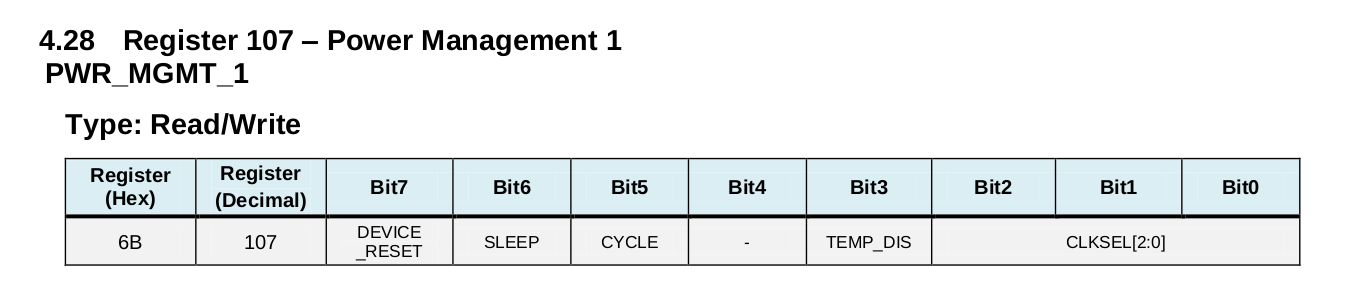 4.28 Register 107 – Power Management 1
PWR_MGMT_1
Type: Read/Write
Register (Hex) Register (Decimal) Bit7 Bit6 Bit5 Bit4 Bit3 Bit2 Bit1 Bit0
6B 107 DEVICE _RESET SLEEP CYCLE - TEMP_DIS CLKSEL[2:0]